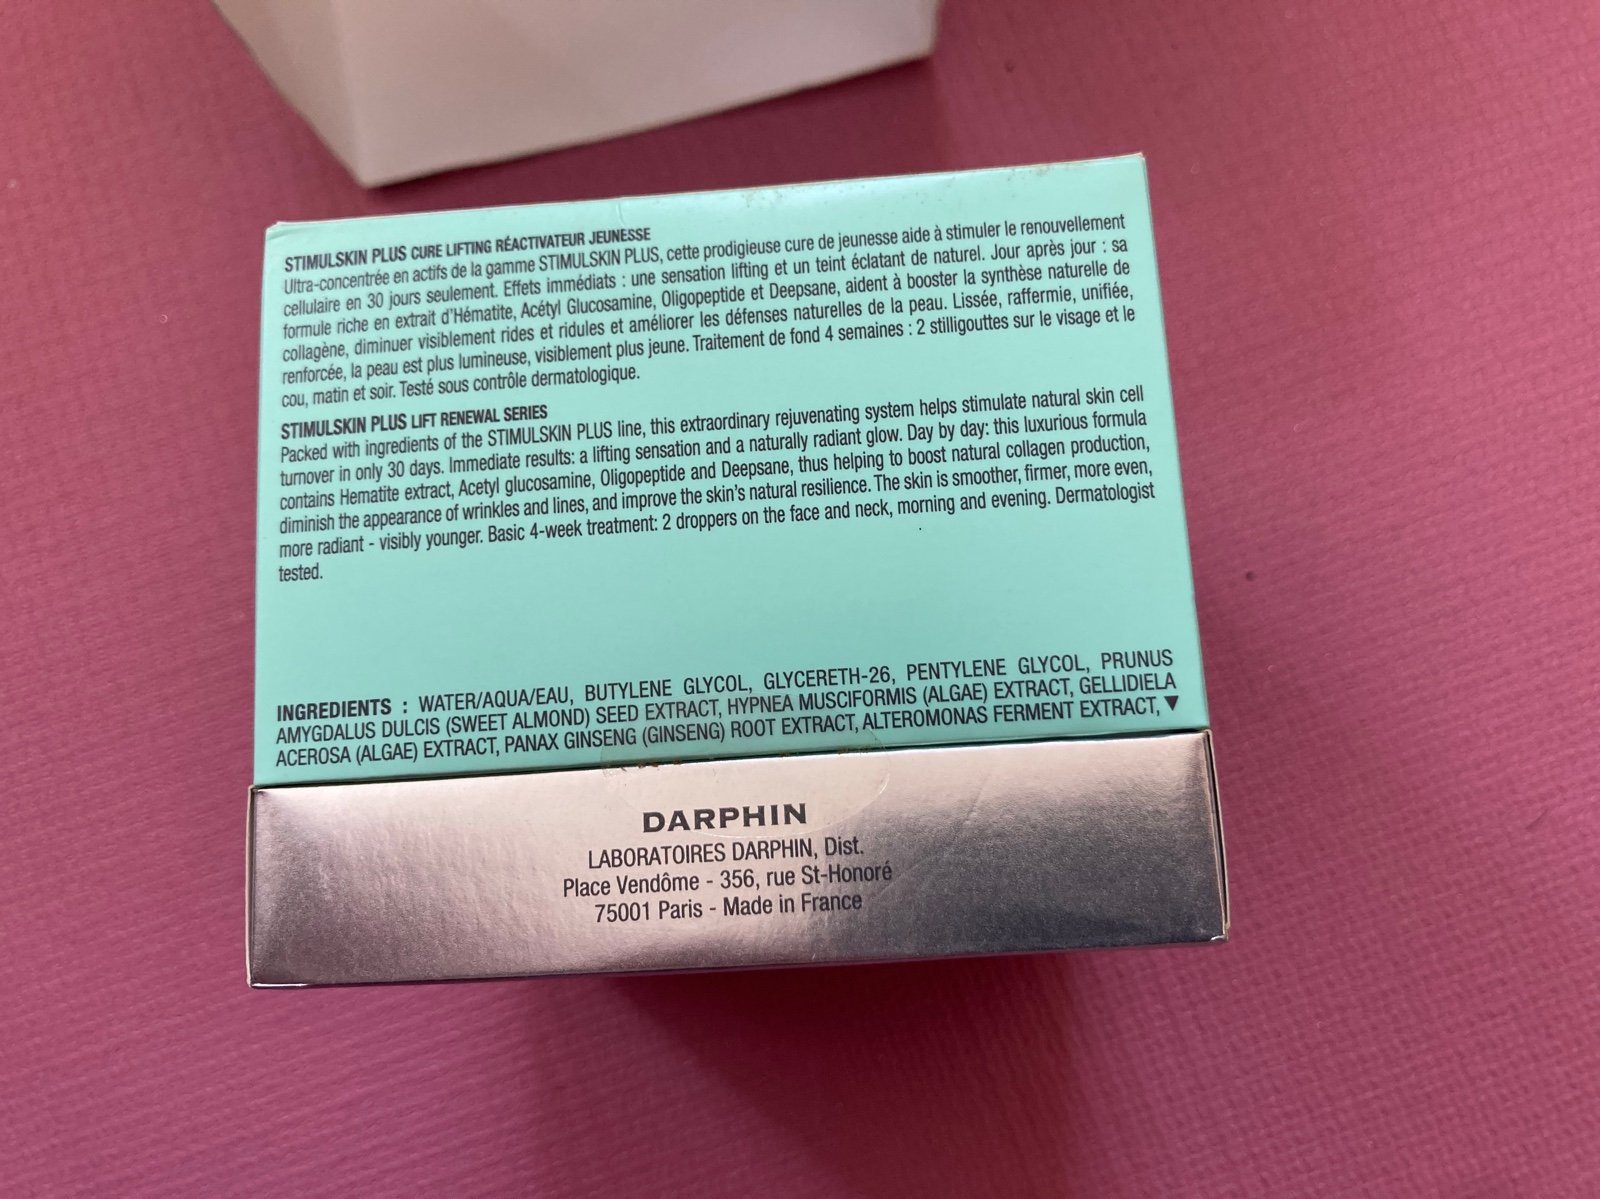 STIMULSKIN PLUS CURE LIFTING RÉACTIVATEUR JEUNESSE
Ultra-concentrée en actifs de la gamme STIMULSKIN PLUS, cette prodigieuse cure de jeunesse aide à stimuler le renouvellement
cellulaire en 30 jours seulement. Effets immédiats : une sensation lifting et un teint éclatant de naturel. Jour après jour : sa
formule riche en extrait d'Hématite, Acétyl Glucosamine, Oligopeptide et Deepsane, aident à booster la synthèse naturelle de
collagène, diminuer visiblement rides et ridules et améliorer les défenses naturelles de la peau. Lissée, raffermie, unifiée,
renforcée, la peau est plus lumineuse, visiblement plus jeune. Traitement de fond 4 semaines : 2 stilligouttes sur le visage et le
cou, matin et soir. Testé sous contrôle dermatologique.
STIMULSKIN PLUS LIFT RENEWAL SERIES
Packed with ingredients of the STIMULSKIN PLUS line, this extraordinary rejuvenating system helps stimulate natural skin cell
turnover in only 30 days. Immediate results: a lifting sensation and a naturally radiant glow. Day by day: this luxurious formula
contains Hematite extract, Acetyl glucosamine, Oligopeptide and Deepsane, thus helping to boost natural collagen production,
diminish the appearance of wrinkles and lines, and improve the skin's natural resilience. The skin is smoother, firmer, more even,
more radiant - visibly younger. Basic 4-week treatment: 2 droppers on the face and neck, morning and evening. Dermatologist
tested.
INGREDIENTS : WATER/AQUA/EAU, BUTYLENE GLYCOL, GLYCERETH-26, PENTYLENE GLYCOL, PRUNUS
AMYGDALUS DULCIS (SWEET ALMOND) SEED EXTRACT, HYPNEA MUSCIFORMIS (ALGAE) EXTRACT, GELLIDIELA
ACEROSA (ALGAE) EXTRACT, PANAX GINSENG (GINSENG) ROOT EXTRACT, ALTEROMONAS FERMENT EXTRACT, ▼
DARPHIN
LABORATOIRES DARPHIN, Dist.
Place Vendôme - 356, rue St-Honoré
75001 Paris - Made in France